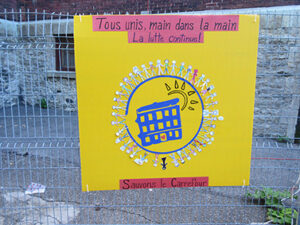 Tous unis, main dans la main
La lutte continue!
Sauvons le Carrefour